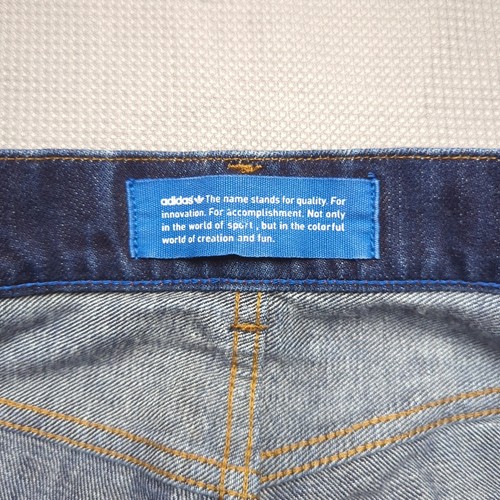 adidas The name stands for quality. For
innovation. For accomplishment. Not only
in the world of sport, but in the colorful
world of creation and fun.